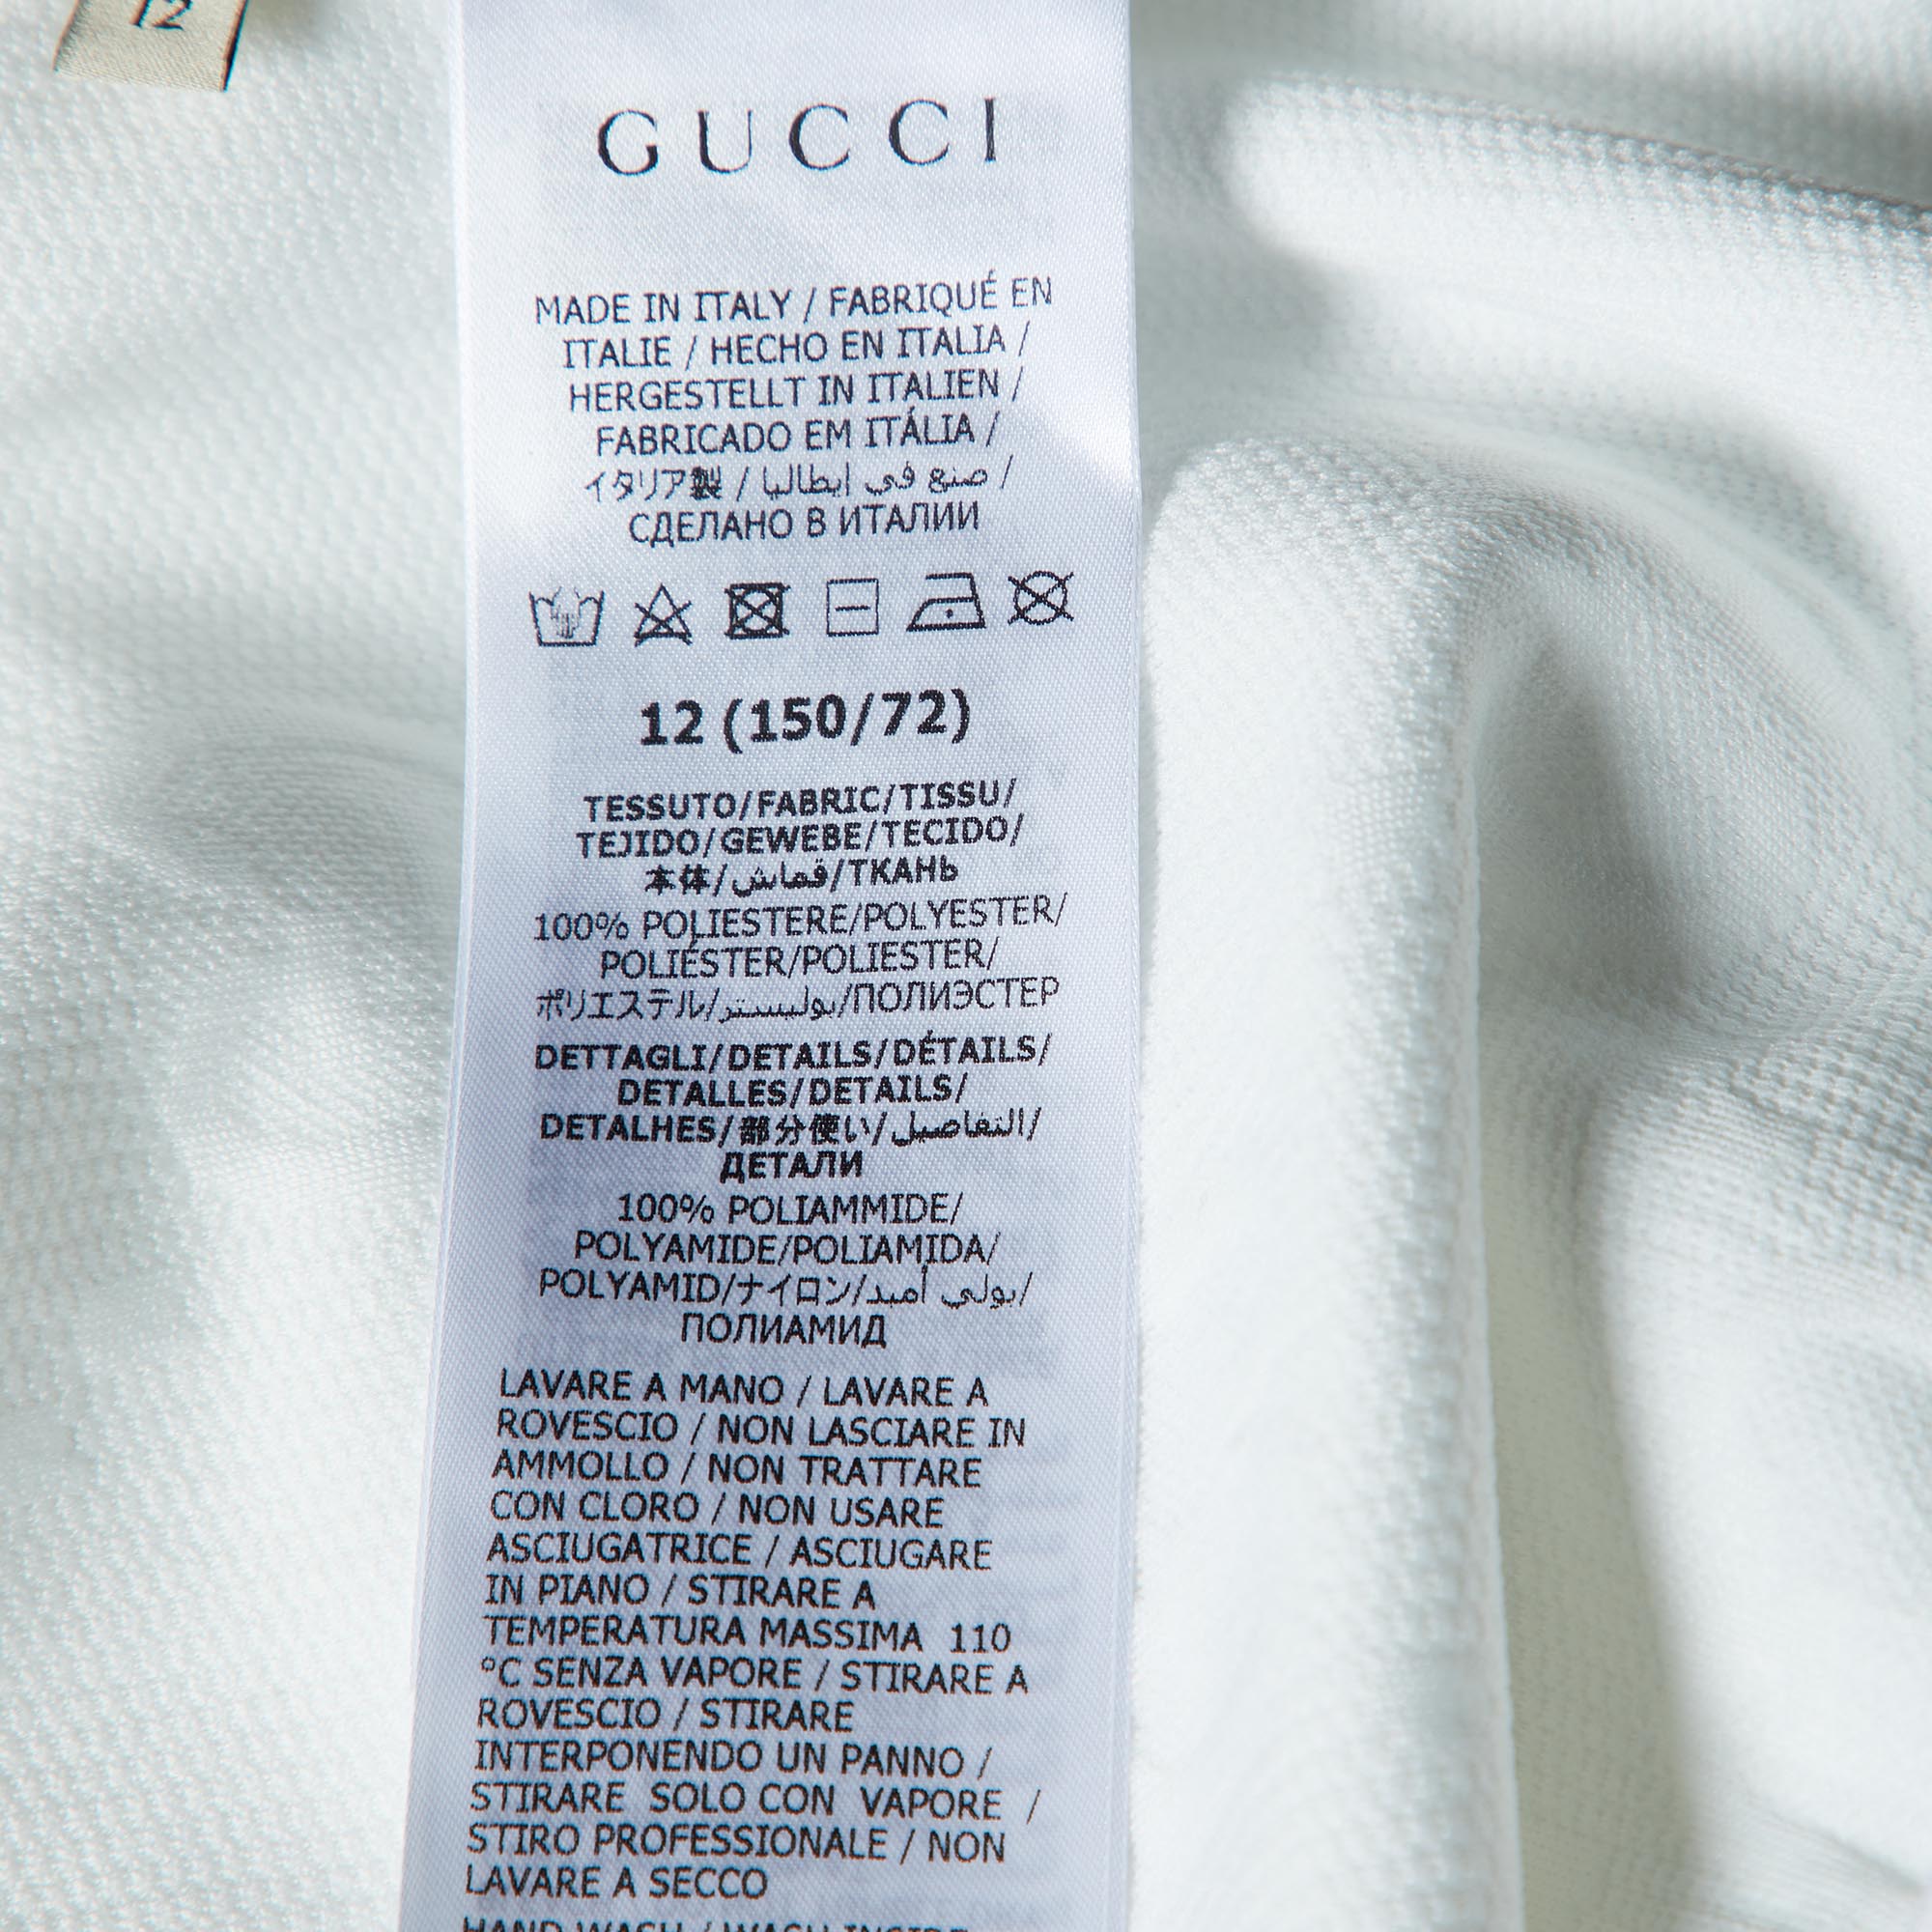 12
GUCCI
MADE IN ITALY / FABRIQUÉ EN
ITALIE / HECHO EN ITALIA /
HERGESTELLT IN ITALIEN /
FABRICADO EM ITÁLIA /
イタリア製 / صنع في ايطاليا /
СДЕЛАНО В ИТАЛИИ
12 (150/72)
TESSUTO/FABRIC/TISSU/
TEJIDO/GEWEBE/TECIDO/
本体/قماش/ТКАНЬ
100% POLIESTERE/POLYESTER/
POLIÉSTER/POLIESTER/
ポリエステル/بوليستر/ПОЛИЭСТЕР
DETTAGLI/DETAILS/DÉTAILS/
DETALLES/DETAILS/
DETALHES/部分使い/التفاصيل/
ДЕТАЛИ
100% POLIAMMIDE/
POLYAMIDE/POLIAMIDA/
POLYAMID/ナイロン/بولي أميد/
ПОЛИАМИД
LAVARE A MANO / LAVARE A
ROVESCIO / NON LASCIARE IN
AMMOLLO / NON TRATTARE
CON CLORO / NON USARE
ASCIUGATRICE / ASCIUGARE
IN PIANO / STIRARE A
TEMPERATURA MASSIMA 110
°C SENZA VAPORE / STIRARE A
ROVESCIO / STIRARE
INTERPONENDO UN PANNO /
STIRARE SOLO CON VAPORE /
STIRO PROFESSIONALE / NON
LAVARE A SECCO
HAND WASH / WASH INSIDE